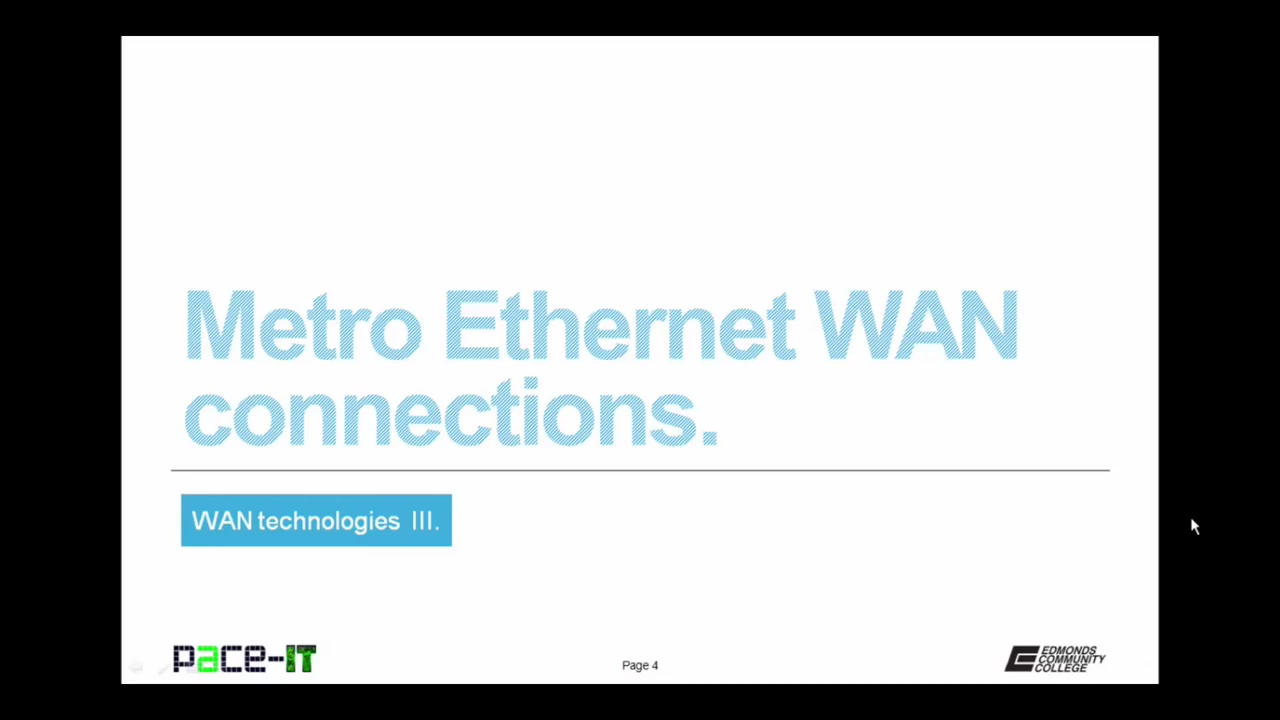 Metro Ethernet WAN
connections.
WAN technologies III.
pace-IT
Page 4
EDMONDS
COMMUNITY
COLLEGE